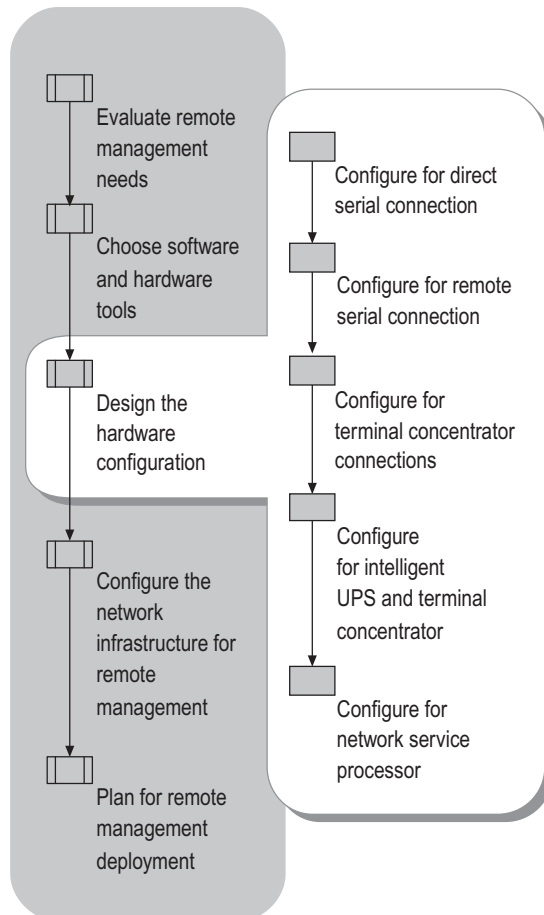 Evaluate remote
management
needs
Choose software
and hardware
tools
Design the
hardware
configuration
Configure the
network
infrastructure for
remote
management
Plan for remote
management
deployment
Configure for direct
serial connection
Configure for remote
serial connection
Configure for
terminal concentrator
connections
Configure
for intelligent
UPS and terminal
concentrator
Configure for
network service
processor